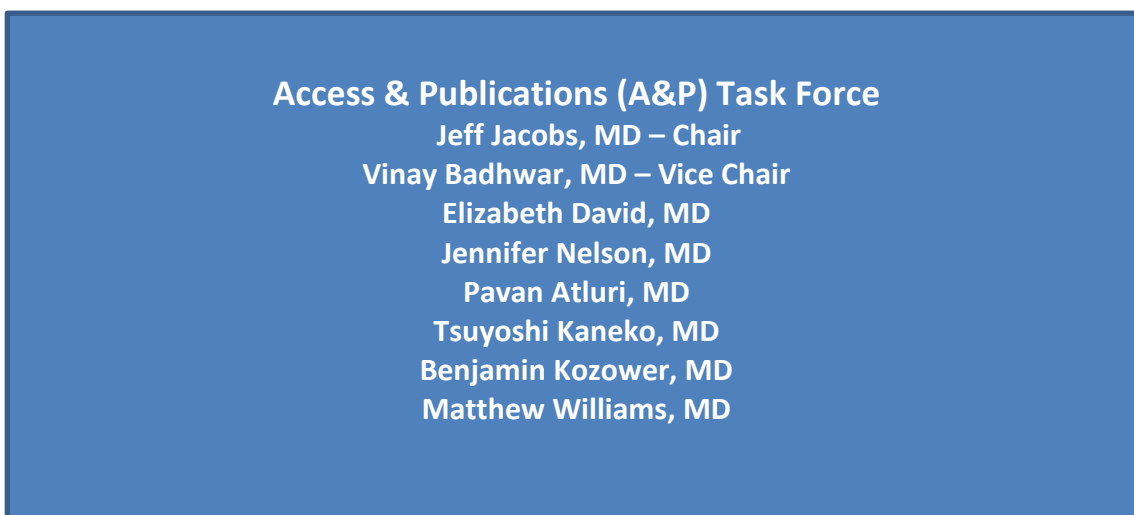 Access & Publications (A&P) Task Force
Jeff Jacobs, MD – Chair
Vinay Badhwar, MD – Vice Chair
Elizabeth David, MD
Jennifer Nelson, MD
Pavan Atluri, MD
Tsuyoshi Kaneko, MD
Benjamin Kozower, MD
Matthew Williams, MD